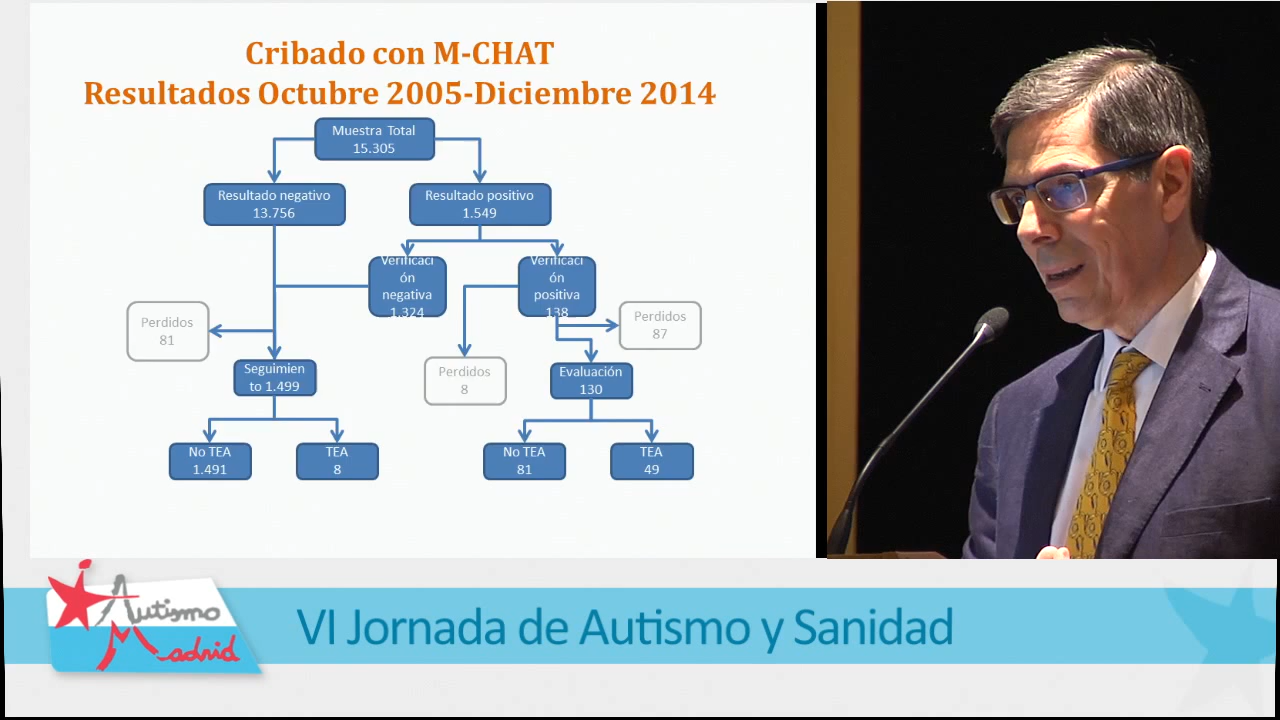 Cribado con M-CHAT
Resultados Octubre 2005-Diciembre 2014
Muestra Total
15.305
Resultado negativo
13.756
Resultado positivo
1.549
Verificaci
ón
negativa
1.324
Verificaci
ón
positiva
138
Perdidos
81
Perdidos
87
Seguimien
to 1.499
Perdidos
8
Evaluación
130
No TEA
1.491
TEA
8
No TEA
81
TEA
49
Autismo
Madrid
VI Jornada de Autismo y Sanidad